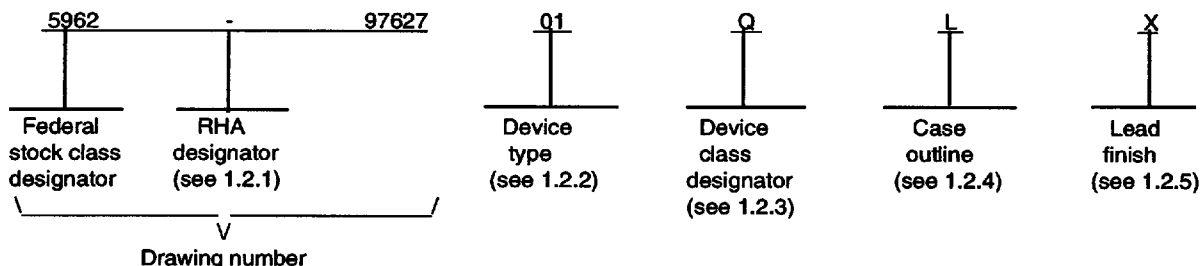 5962 - 97627 01 Q L X
Federal stock class designator
RHA designator (see 1.2.1)
Device type (see 1.2.2)
Device class designator (see 1.2.3)
Case outline (see 1.2.4)
Lead finish (see 1.2.5)
Drawing number